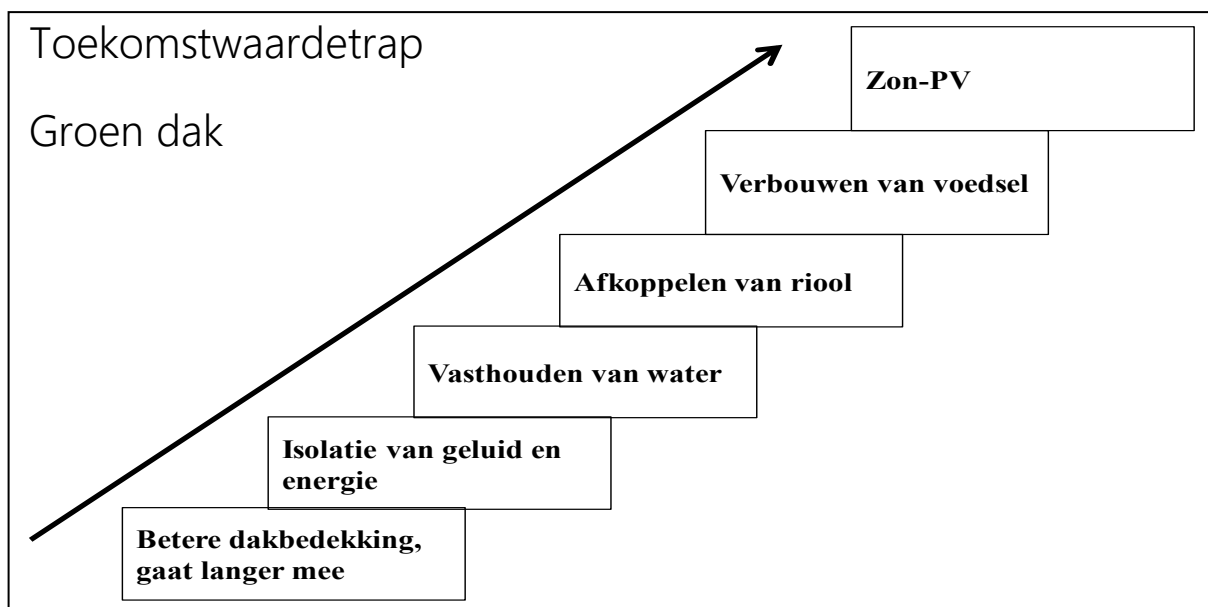 Toekomstwaardetrap
Groen dak
Zon-PV
Verbouwen van voedsel
Afkoppelen van riool
Vasthouden van water
Isolatie van geluid en
energie
Betere dakbedekking,
gaat langer mee